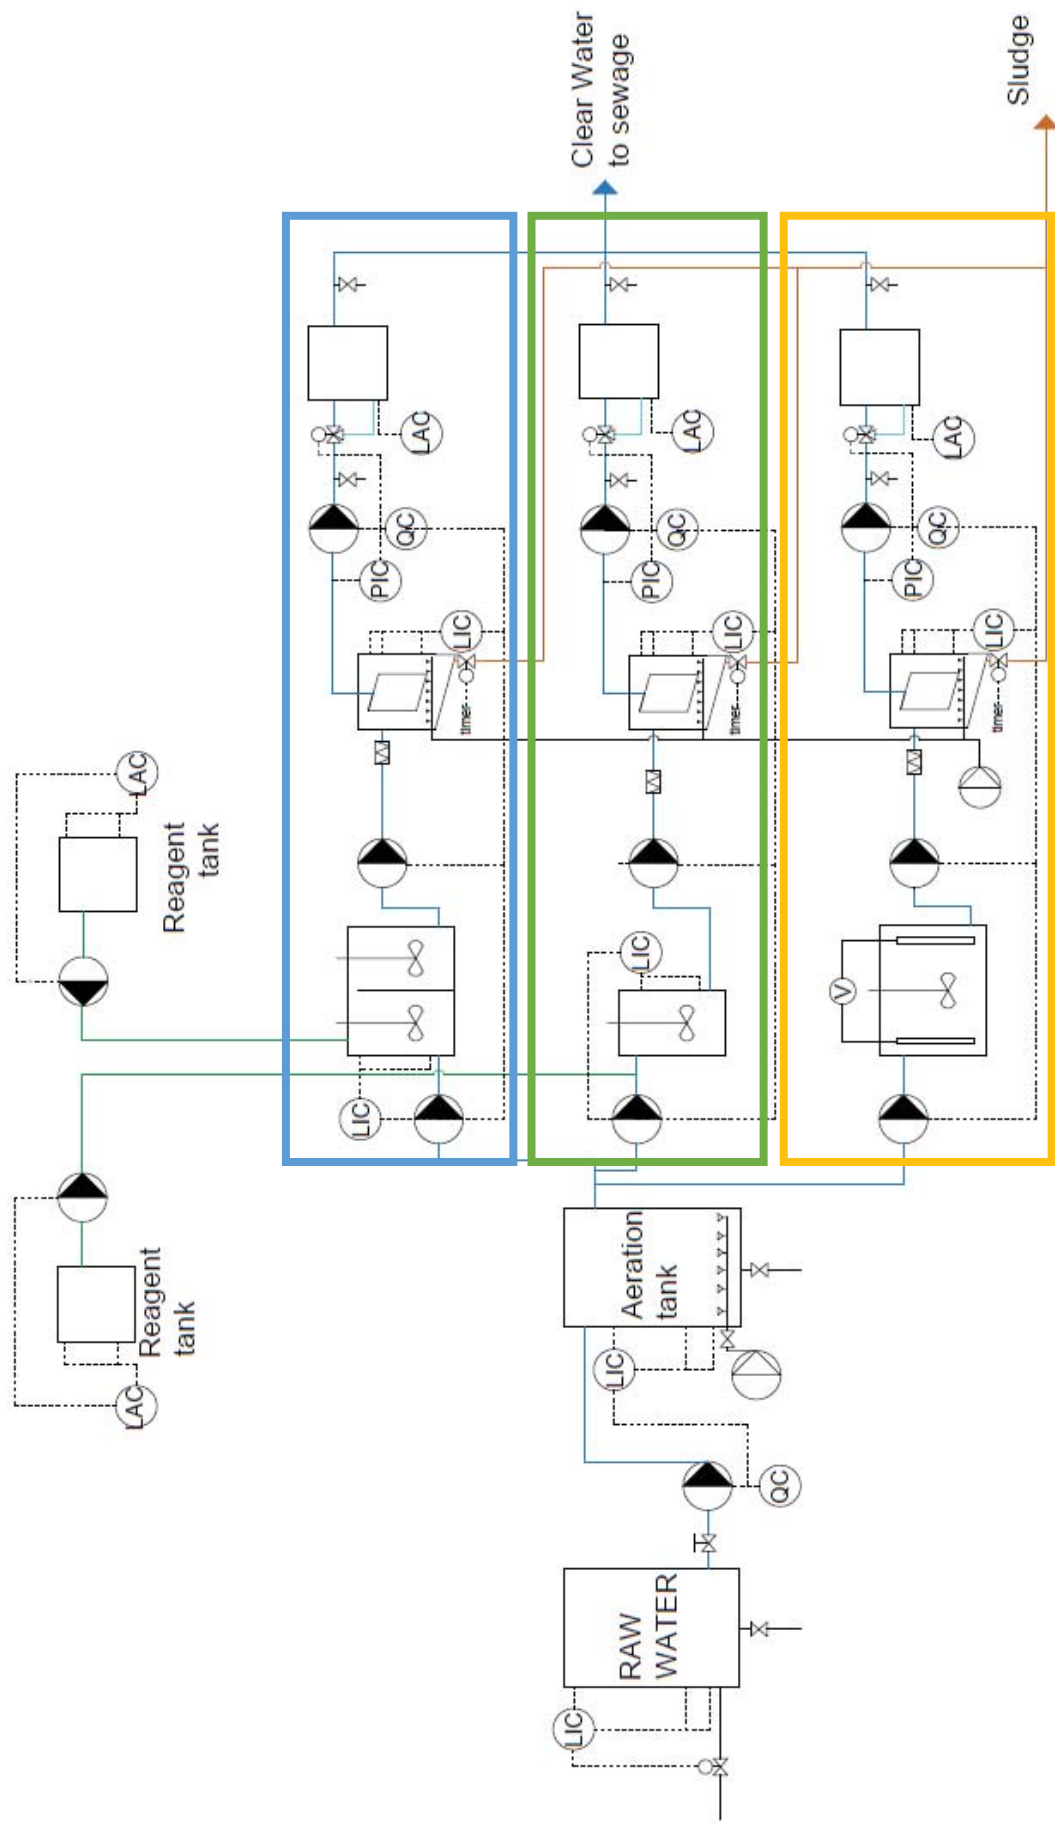 LAC
Reagent
tank
LAC
Reagent
tank
LIC
LIC
PIC
QC
LAC
timer
LIC
LIC
PIC
QC
LAC
timer
V
LIC
PIC
QC
LAC
timer
Clear Water
to sewage
Sludge
RAW
WATER
LIC
QC
Aeration
tank
LIC